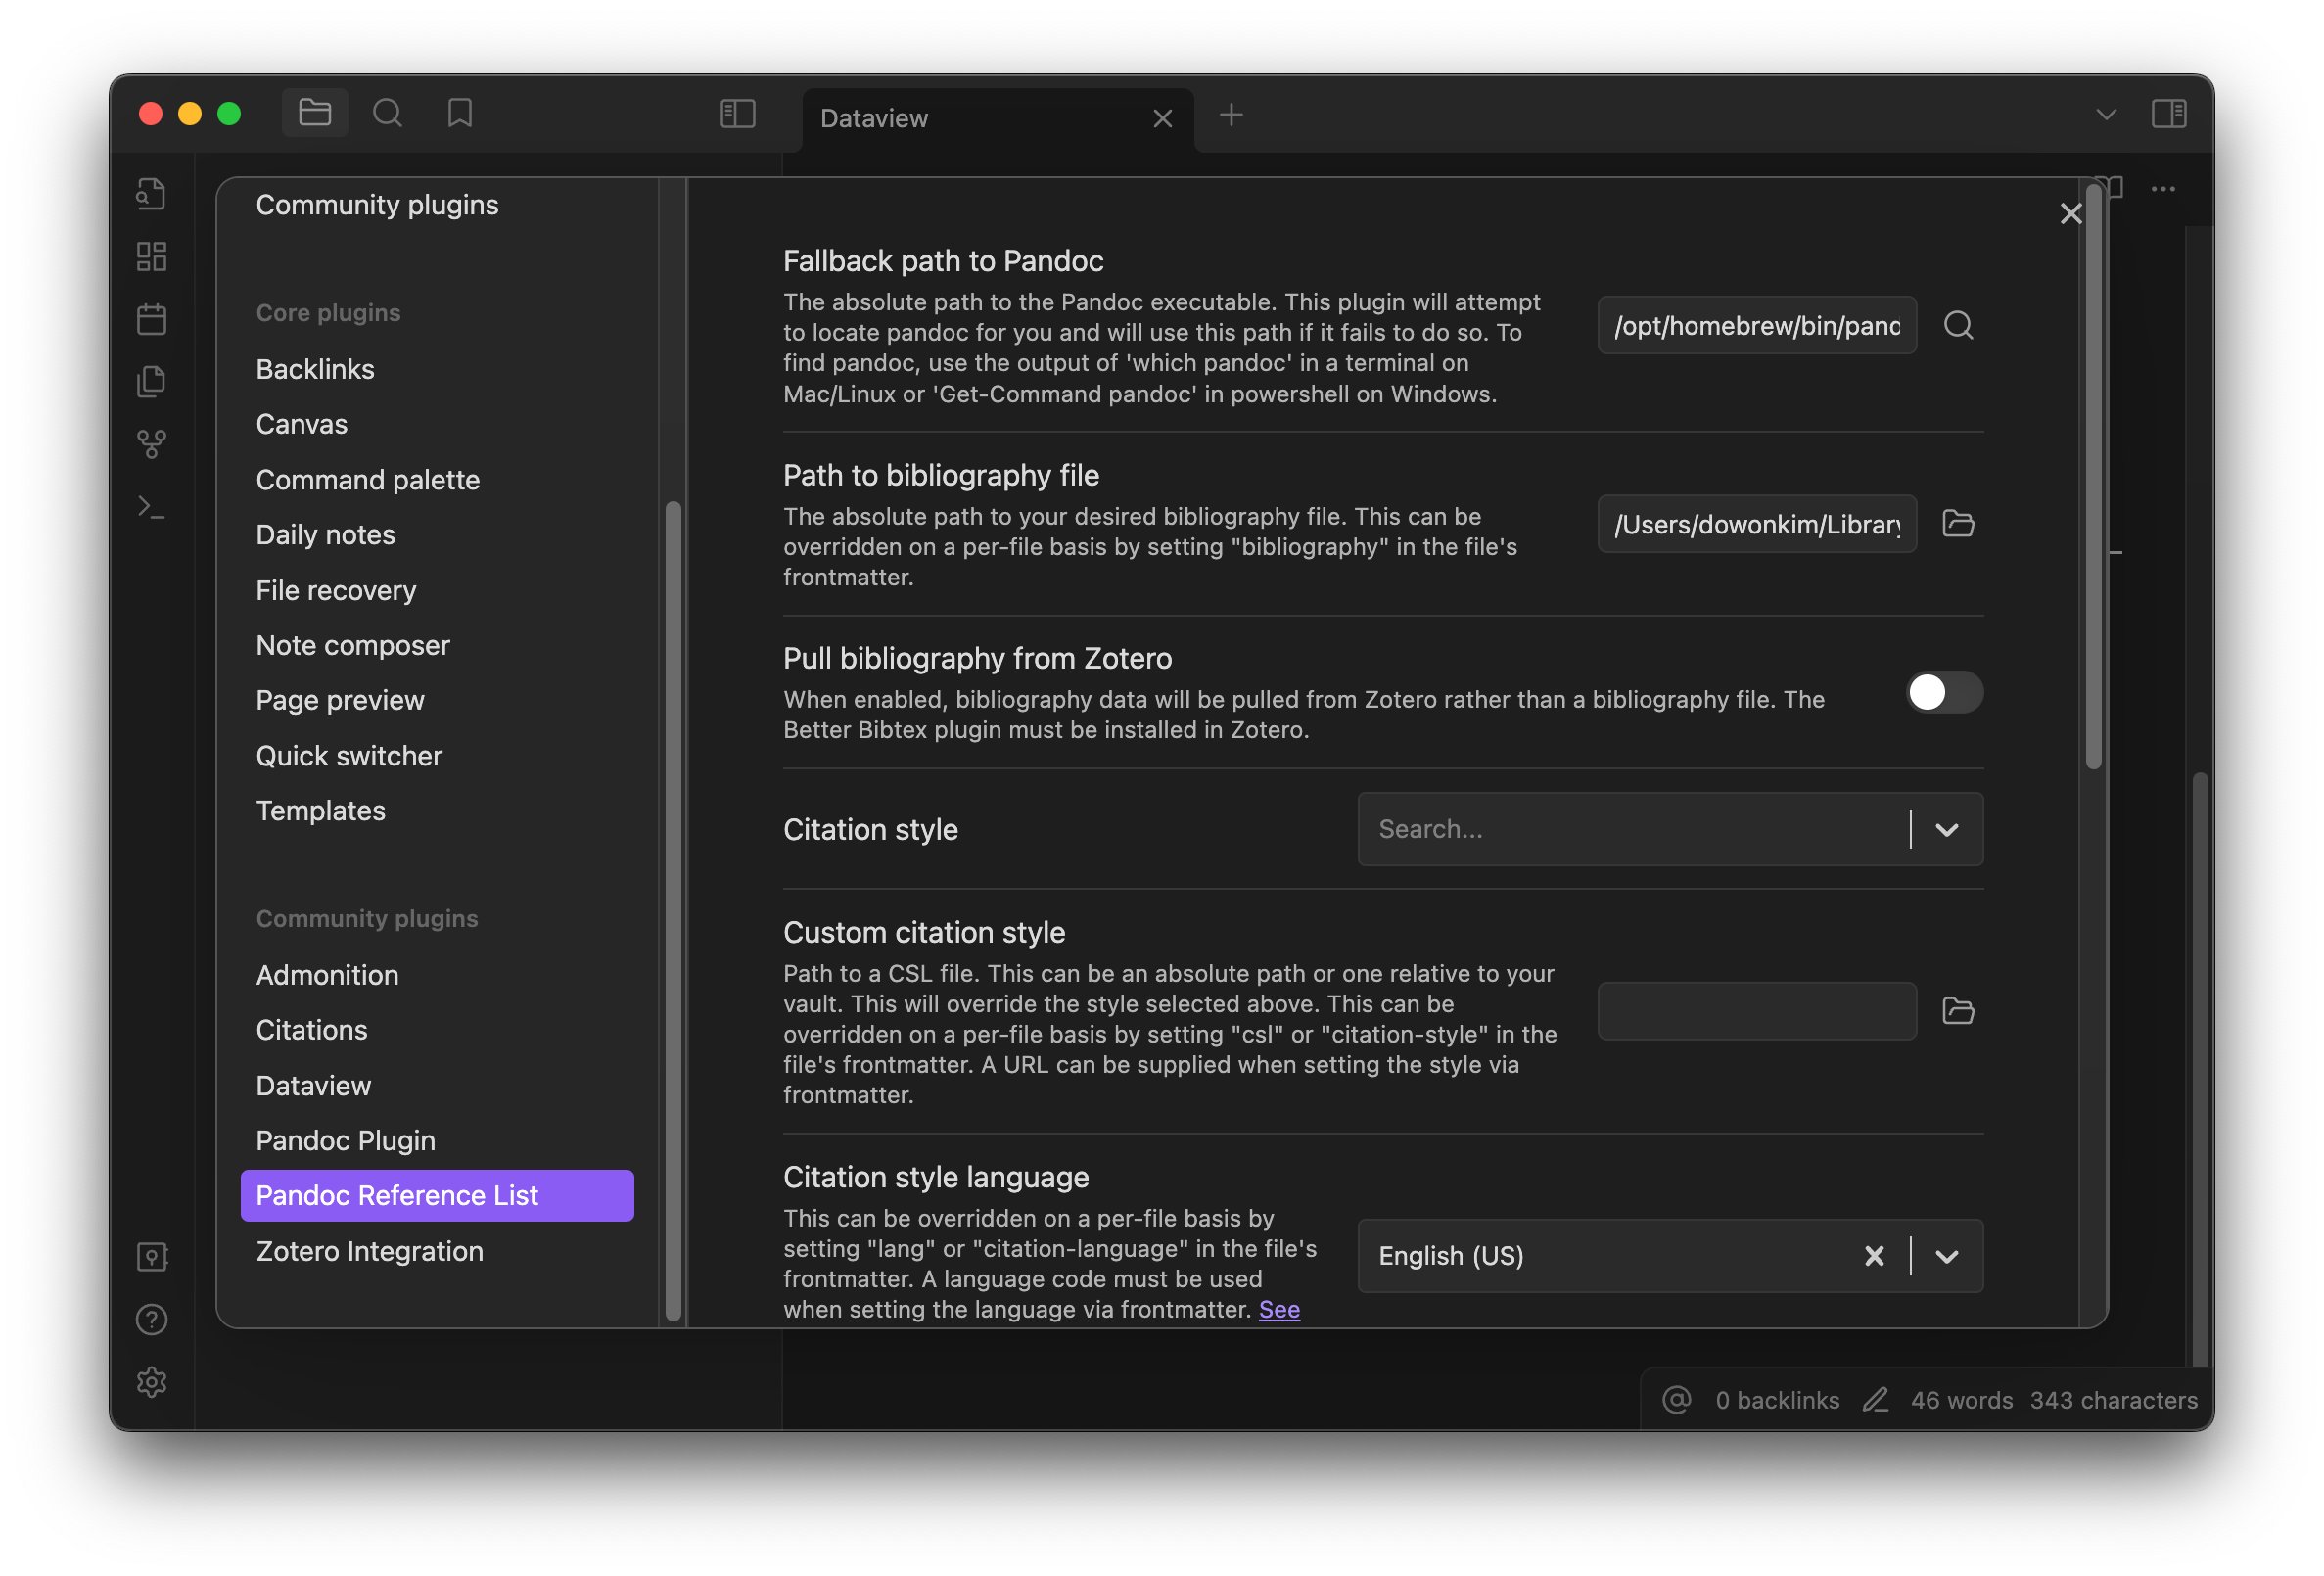 Dataview
Community plugins
Core plugins
Backlinks
Canvas
Command palette
Daily notes
File recovery
Note composer
Page preview
Quick switcher
Templates
Community plugins
Admonition
Citations
Dataview
Pandoc Plugin
Pandoc Reference List
Zotero Integration
Fallback path to Pandoc
The absolute path to the Pandoc executable. This plugin will attempt
to locate pandoc for you and will use this path if it fails to do so. To
find pandoc, use the output of 'which pandoc' in a terminal on
Mac/Linux or 'Get-Command pandoc' in powershell on Windows.
/opt/homebrew/bin/pand
Path to bibliography file
The absolute path to your desired bibliography file. This can be
overridden on a per-file basis by setting "bibliography" in the file's
frontmatter.
/Users/dowonkim/Library
Pull bibliography from Zotero
When enabled, bibliography data will be pulled from Zotero rather than a bibliography file. The
Better Bibtex plugin must be installed in Zotero.
Citation style
Search...
Custom citation style
Path to a CSL file. This can be an absolute path or one relative to your
vault. This will override the style selected above. This can be
overridden on a per-file basis by setting "csl" or "citation-style" in the
file's frontmatter. A URL can be supplied when setting the style via
frontmatter.
Citation style language
This can be overridden on a per-file basis by
setting "lang" or "citation-language" in the file's
frontmatter. A language code must be used
when setting the language via frontmatter. See
English (US)
0 backlinks 46 words 343 characters